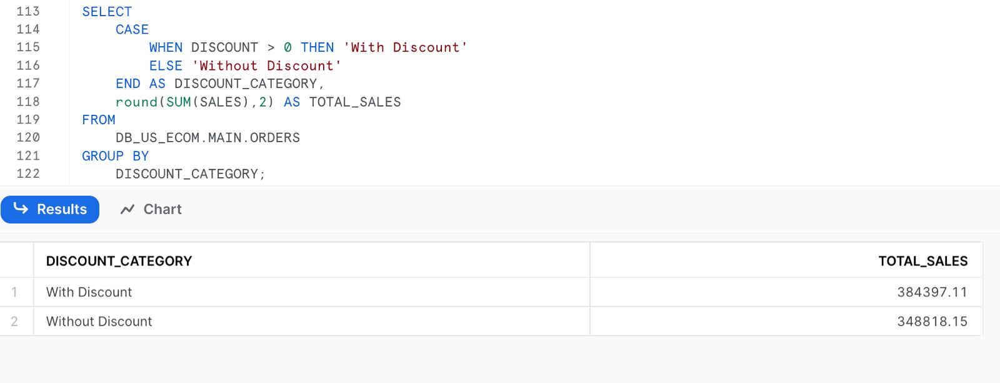 113 SELECT
114 CASE
115 WHEN DISCOUNT > 0 THEN 'With Discount'
116 ELSE 'Without Discount'
117 END AS DISCOUNT_CATEGORY,
118 round(SUM(SALES),2) AS TOTAL_SALES
119 FROM
120 DB_US_ECOM.MAIN.ORDERS
121 GROUP BY
122 DISCOUNT_CATEGORY;
Results Chart
DISCOUNT_CATEGORY TOTAL_SALES
1 With Discount 384397.11
2 Without Discount 348818.15